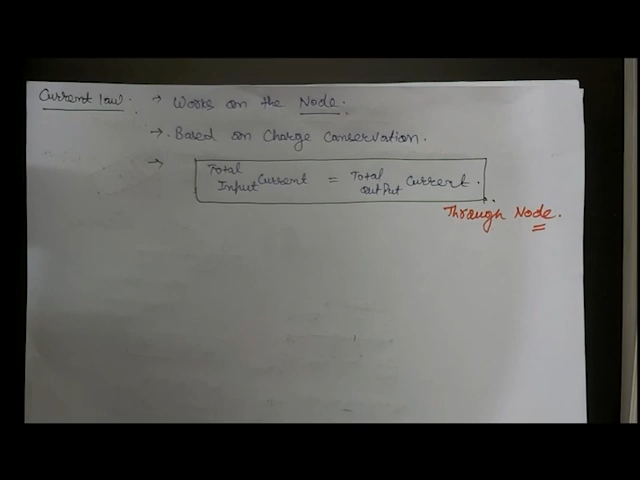 Current law. → Works on the Node.
→ Based on Charge Conservation.
→ Total Input Current = Total Output Current.
Through Node.